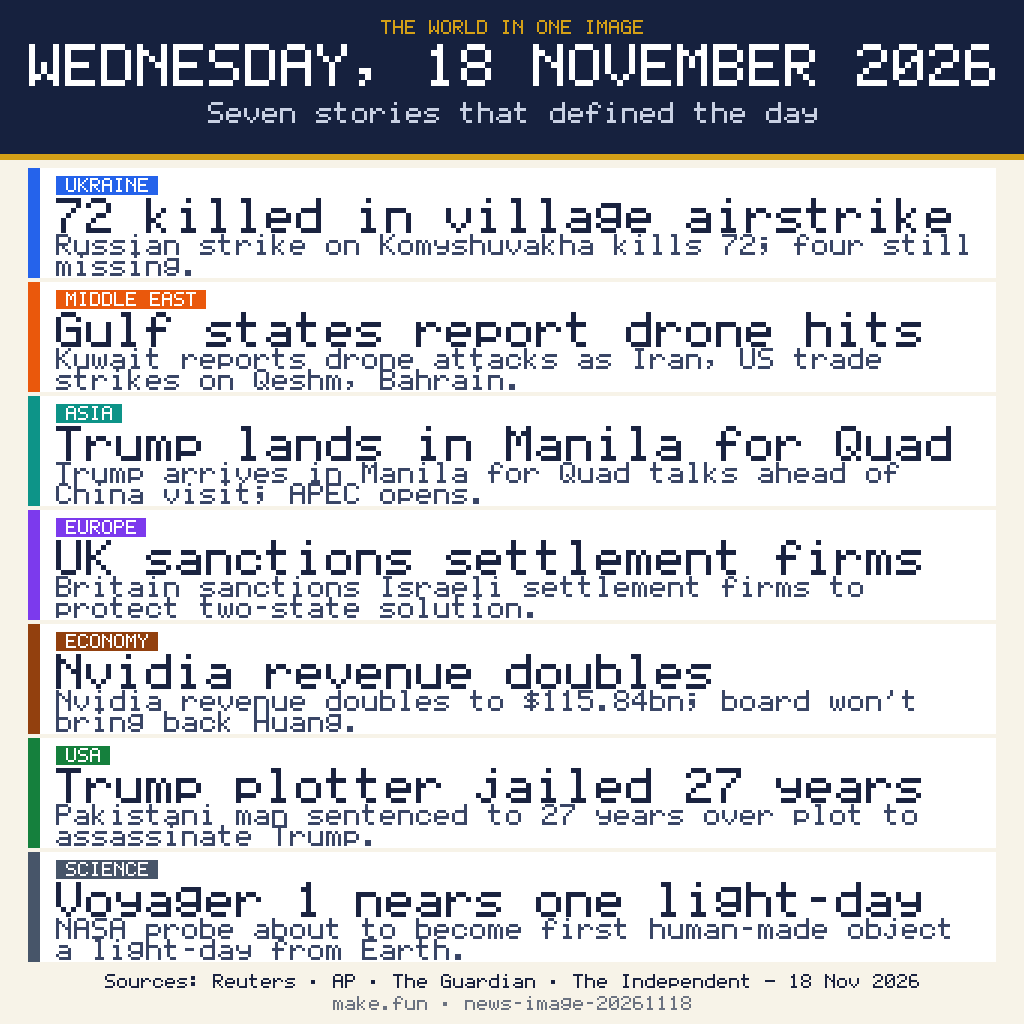 THE WORLD IN ONE IMAGE
WEDNESDAY, 18 NOVEMBER 2026
Seven stories that defined the day
UKRAINE
72 killed in village airstrike
Russian strike on Komyshuvakha kills 72; four still
missing.
MIDDLE EAST
Gulf states report drone hits
Kuwait reports drone attacks as Iran, US trade
strikes on Qeshm, Bahrain.
ASIA
Trump lands in Manila for Quad
Trump arrives in Manila for Quad talks ahead of
China visit; APEC opens.
EUROPE
UK sanctions settlement firms
Britain sanctions Israeli settlement firms to
protect two-state solution.
ECONOMY
Nvidia revenue doubles
Nvidia revenue doubles to $115.84bn; board won't
bring back Huang.
USA
Trump plotter jailed 27 years
Pakistani man sentenced to 27 years over plot to
assassinate Trump.
SCIENCE
Voyager 1 nears one light-day
NASA probe about to become first human-made object
a light-day from Earth.
Sources: Reuters • AP • The Guardian • The Independent — 18 Nov 2026
make.fun • news-image-20261118